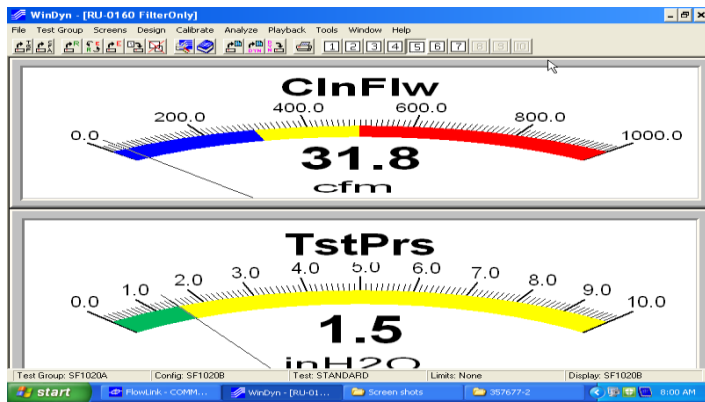 WinDyn - [RU-0160 FilterOnly]
File Test Group Screens Design Calibrate Analyze Playback Tools Window Help
1 2 3 4 5 6 7 8 9 10
ClnFlw
0.0 200.0 400.0 600.0 800.0 1000.0
31.8
cfm
TstPrs
0.0 1.0 2.0 3.0 4.0 5.0 6.0 7.0 8.0 9.0 10.0
1.5
inH2O
Test Group: SF1020A Config: SF1020B Test: STANDARD Limits: None Display: SF1020B
start FlowLink - COMM... WinDyn - [RU-01... Screen shots 357677-2 8:00 AM